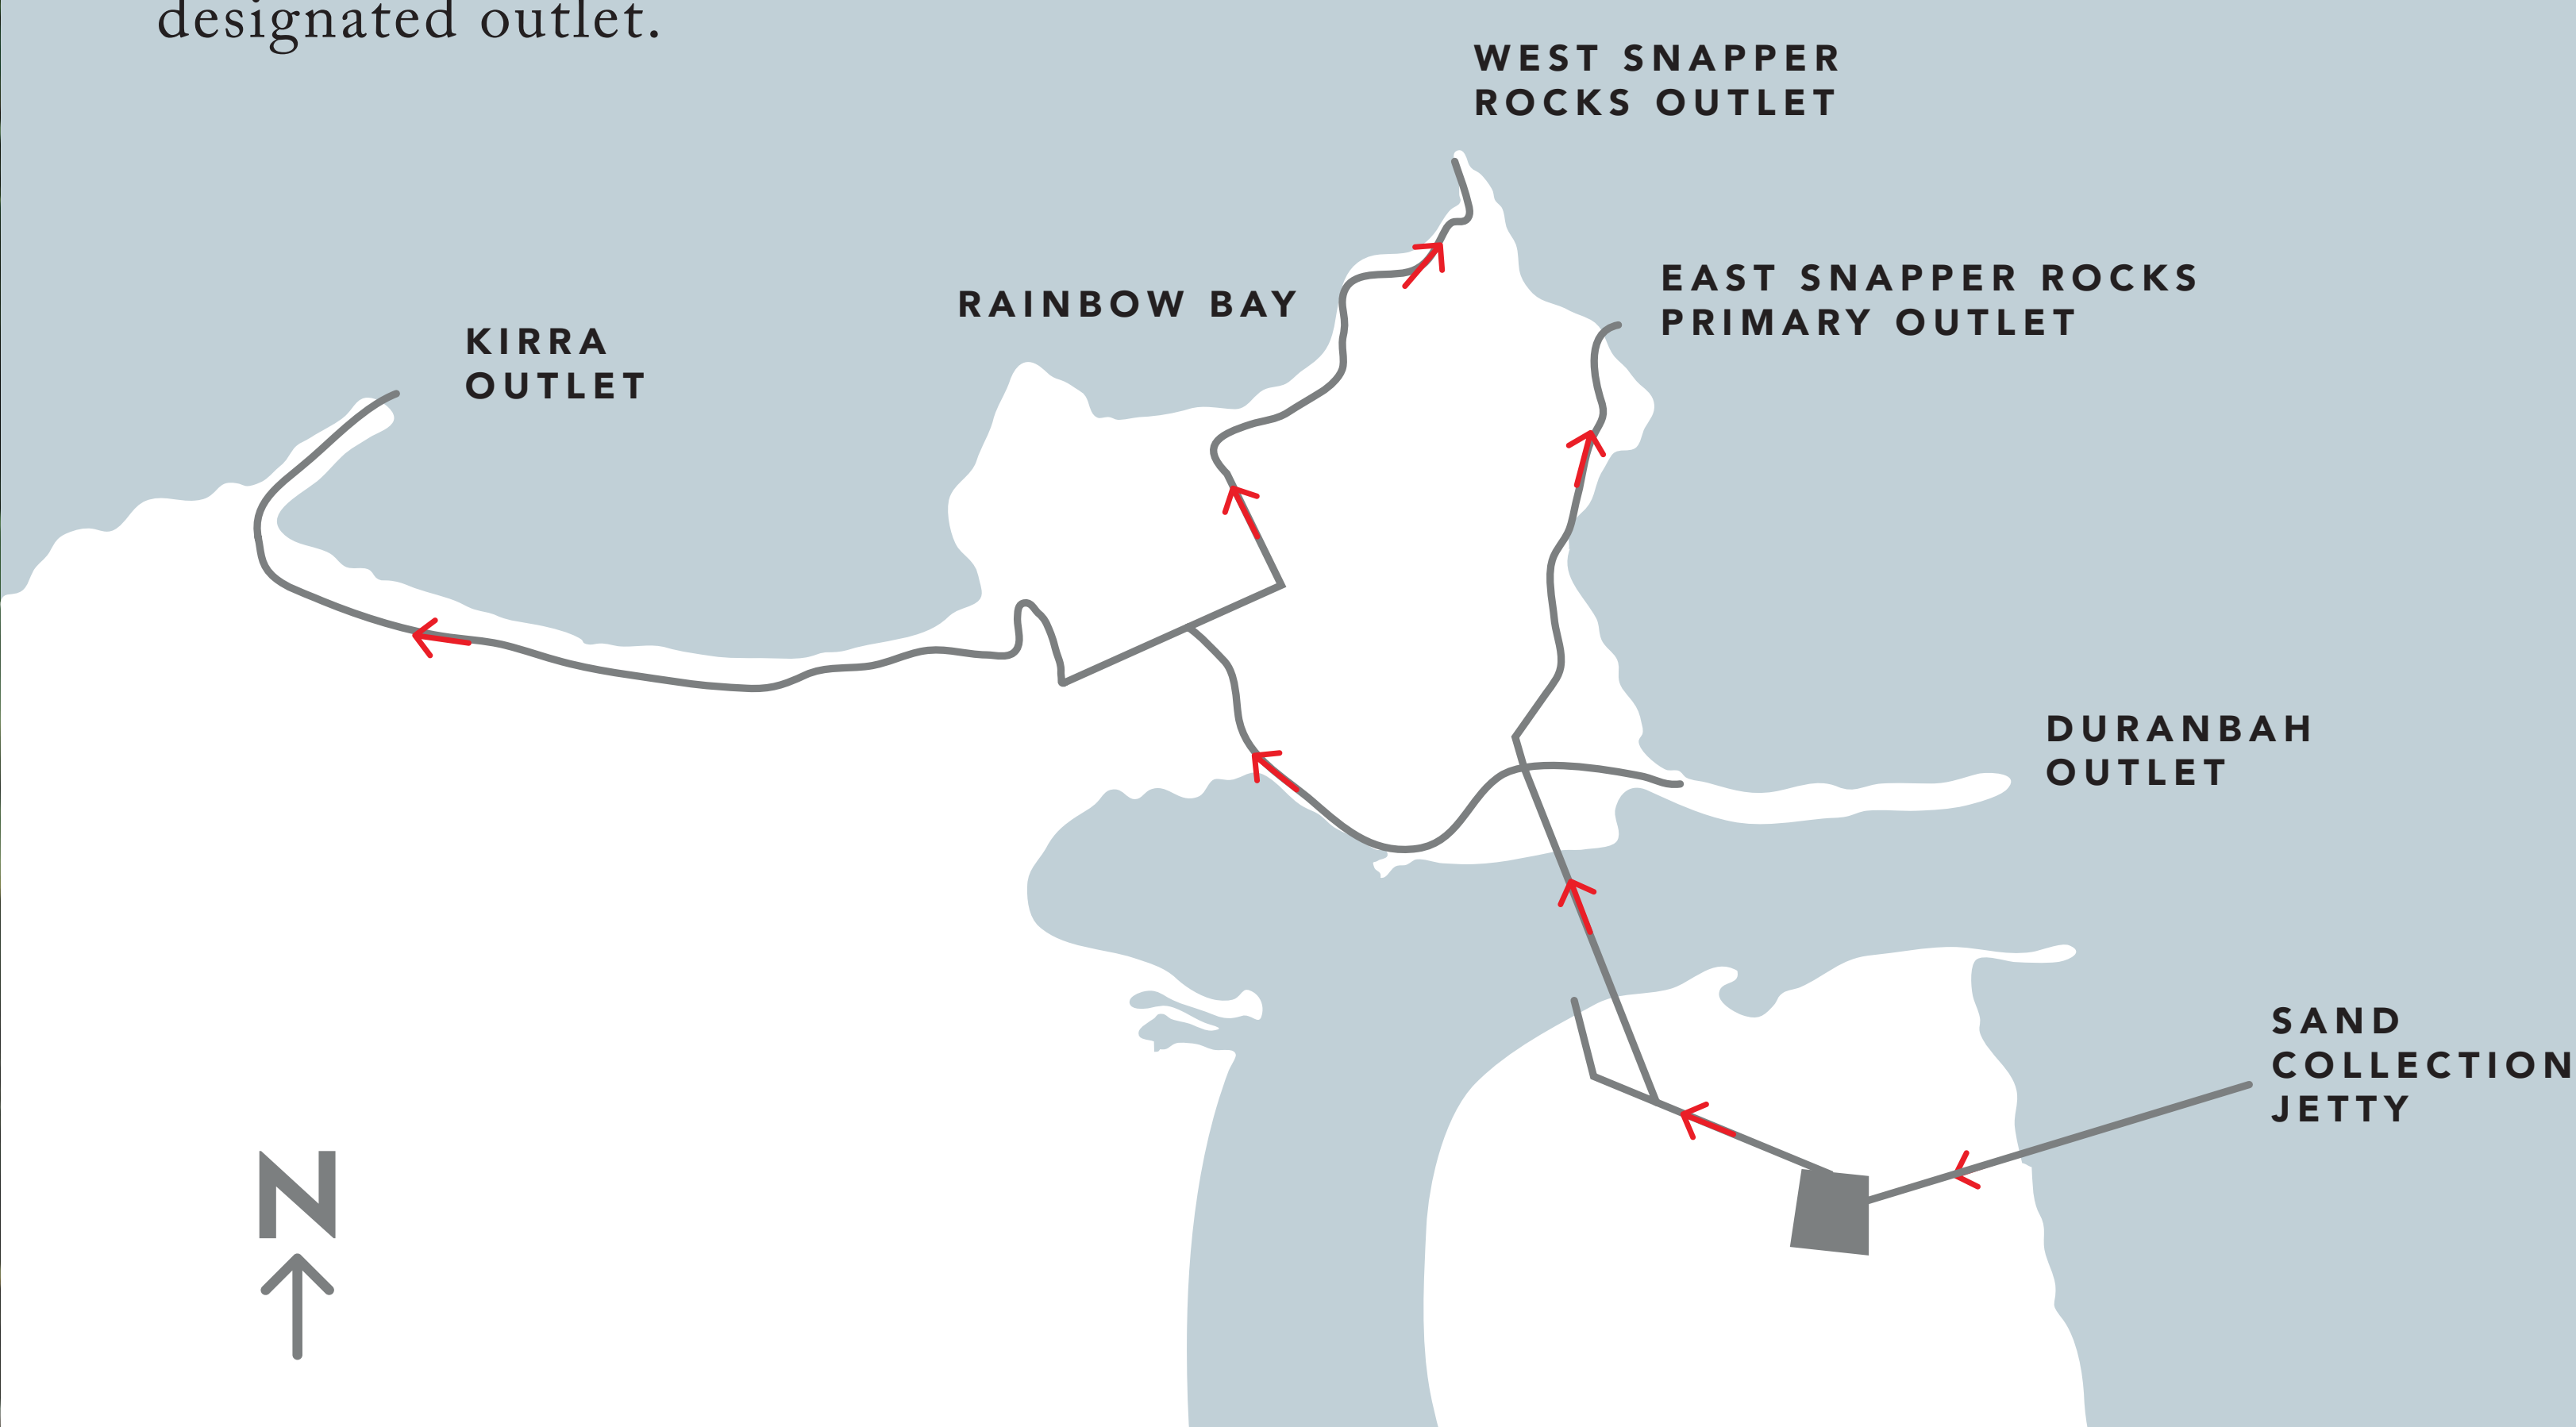 designated outlet.
WEST SNAPPER
ROCKS OUTLET
EAST SNAPPER ROCKS
PRIMARY OUTLET
RAINBOW BAY
KIRRA
OUTLET
DURANBAH
OUTLET
SAND
COLLECTION
JETTY
N